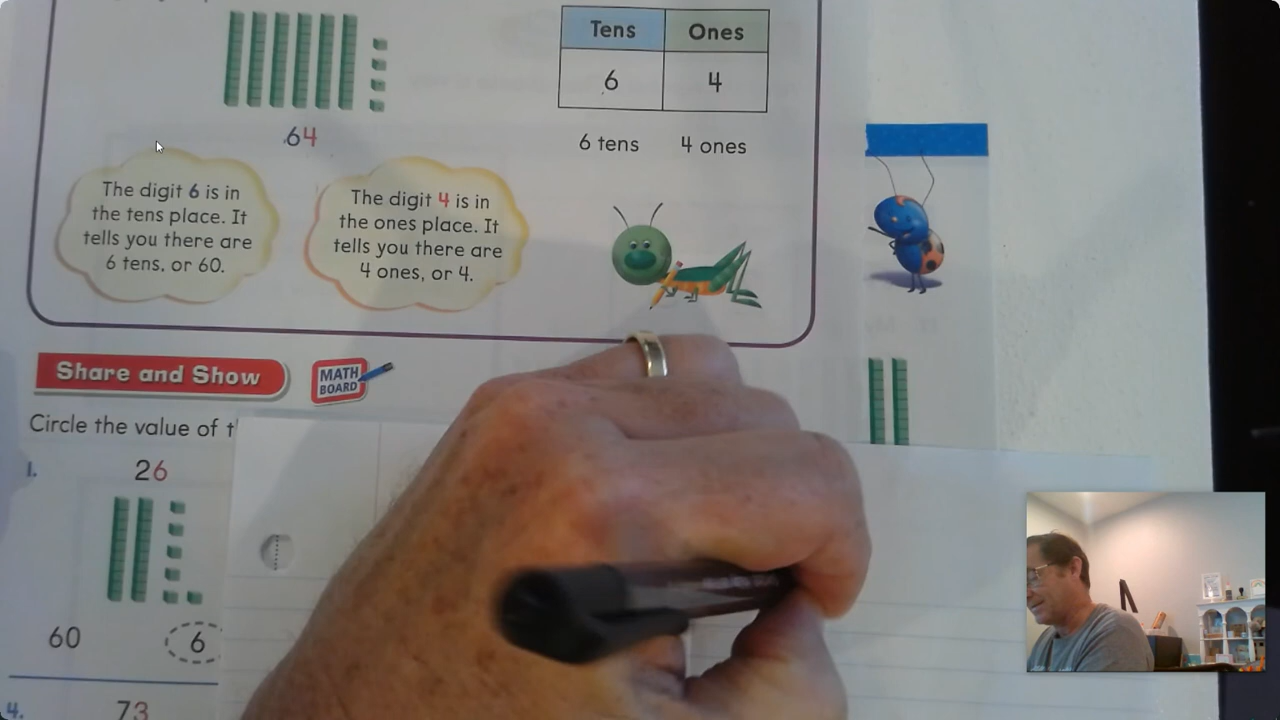 Tens Ones
6 4
64
6 tens 4 ones
The digit 6 is in
the tens place. It
tells you there are
6 tens, or 60.
The digit 4 is in
the ones place. It
tells you there are
4 ones, or 4.
Share and Show
MATH
BOARD
Circle the value of t
1.
26
60 6
4.
73